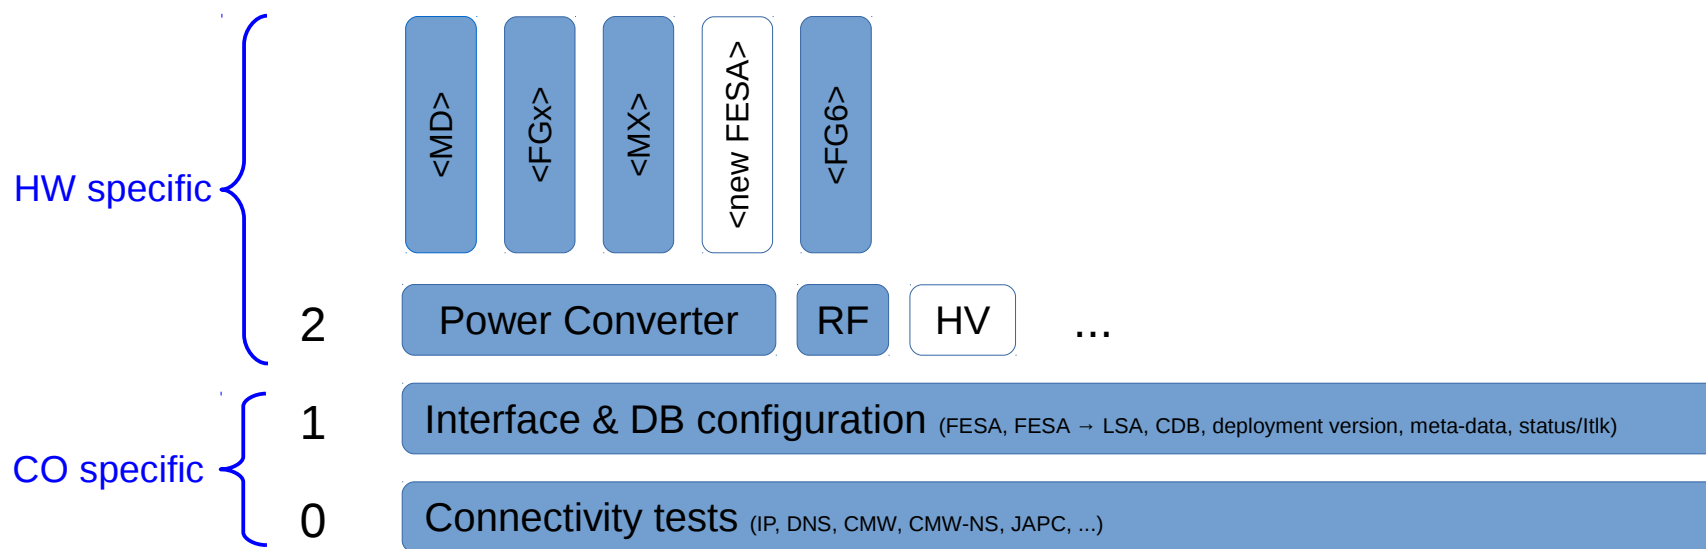 <MD>
<FGx>
<MX>
<new FESA>
<FG6>
HW specific
2
Power Converter
RF
HV
...
1
Interface & DB configuration (FESA, FESA → LSA, CDB, deployment version, meta-data, status/Itlk)
CO specific
0
Connectivity tests (IP, DNS, CMW, CMW-NS, JAPC, ...)